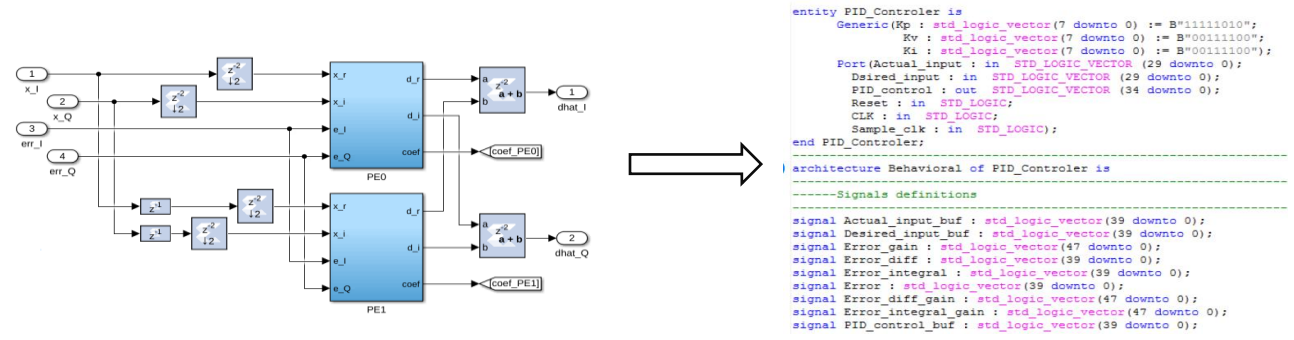 1
x_I
2
x_Q
3
err_I
4
err_Q
z-2
↓2
z-2
↓2
z-1
z-1
z-2
↓2
z-2
↓2
x_r
x_i
e_I
e_Q
d_r
d_i
coef
PE0
x_r
x_i
e_I
e_Q
d_r
d_i
coef
PE1
a
b
z-2
a + b
1
dhat_I
[coef_PE0]
a
b
z-2
a + b
2
dhat_Q
[coef_PE1]
entity PID_Controler is
Generic(Kp : std_logic_vector(7 downto 0) := B"11111010";
Kv : std_logic_vector(7 downto 0) := B"00111100";
Ki : std_logic_vector(7 downto 0) := B"00111100");
Port(Actual_input : in STD_LOGIC_VECTOR (29 downto 0);
Dsired_input : in STD_LOGIC_VECTOR (29 downto 0);
PID_control : out STD_LOGIC_VECTOR (34 downto 0);
Reset : in STD_LOGIC;
CLK : in STD_LOGIC;
Sample_clk : in STD_LOGIC);
end PID_Controler;
architecture Behavioral of PID_Controler is
------Signals definitions
signal Actual_input_buf : std_logic_vector(39 downto 0);
signal Desired_input_buf : std_logic_vector(39 downto 0);
signal Error_gain : std_logic_vector(47 downto 0);
signal Error_diff : std_logic_vector(39 downto 0);
signal Error_integral : std_logic_vector(39 downto 0);
signal Error : std_logic_vector(39 downto 0);
signal Error_diff_gain : std_logic_vector(47 downto 0);
signal Error_integral_gain : std_logic_vector(47 downto 0);
signal PID_control_buf : std_logic_vector(39 downto 0);